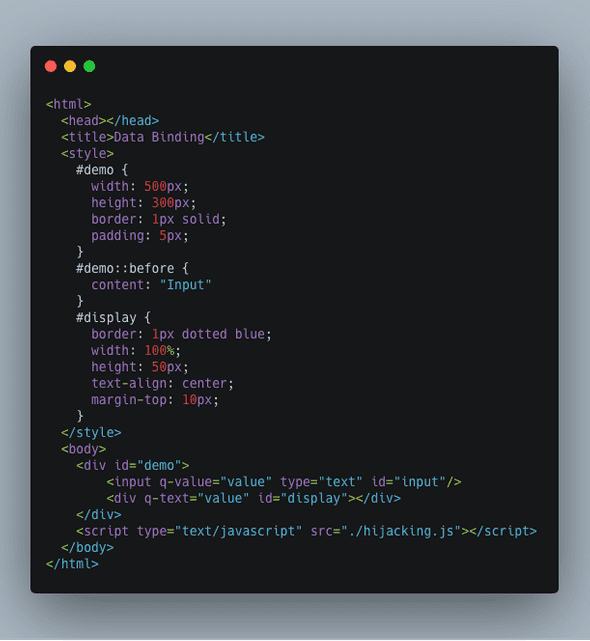 <html>
  <head></head>
  <title>Data Binding</title>
  <style>
    #demo {
      width: 500px;
      height: 300px;
      border: 1px solid;
      padding: 5px;
    }
    #demo::before {
      content: "Input"
    }
    #display {
      border: 1px dotted blue;
      width: 100%;
      height: 50px;
      text-align: center;
      margin-top: 10px;
    }
  </style>
  <body>
    <div id="demo">
        <input q-value="value" type="text" id="input"/>
        <div q-text="value" id="display"></div>
    </div>
    <script type="text/javascript" src="./hijacking.js"></script>
  </body>
</html>